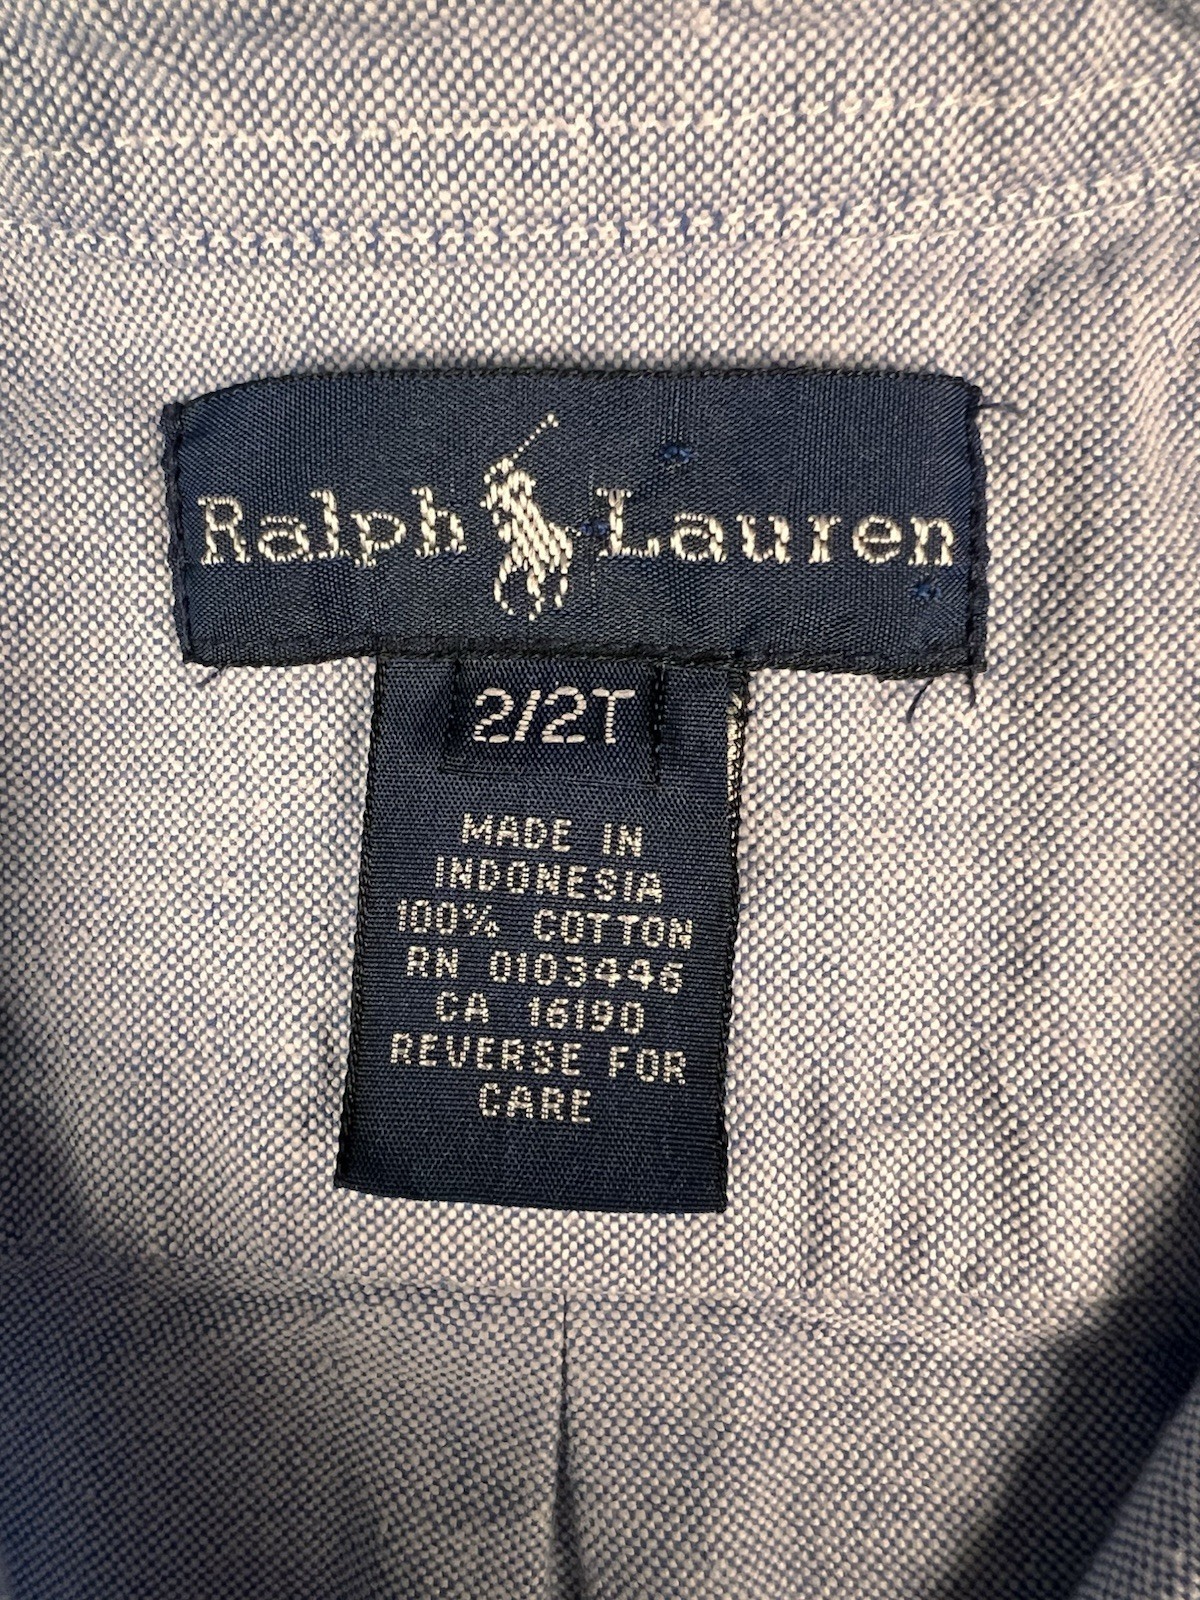 Ralph Lauren
2/2T
MADE IN
INDONESIA
100% COTTON
RN 0103446
CA 16190
REVERSE FOR
CARE